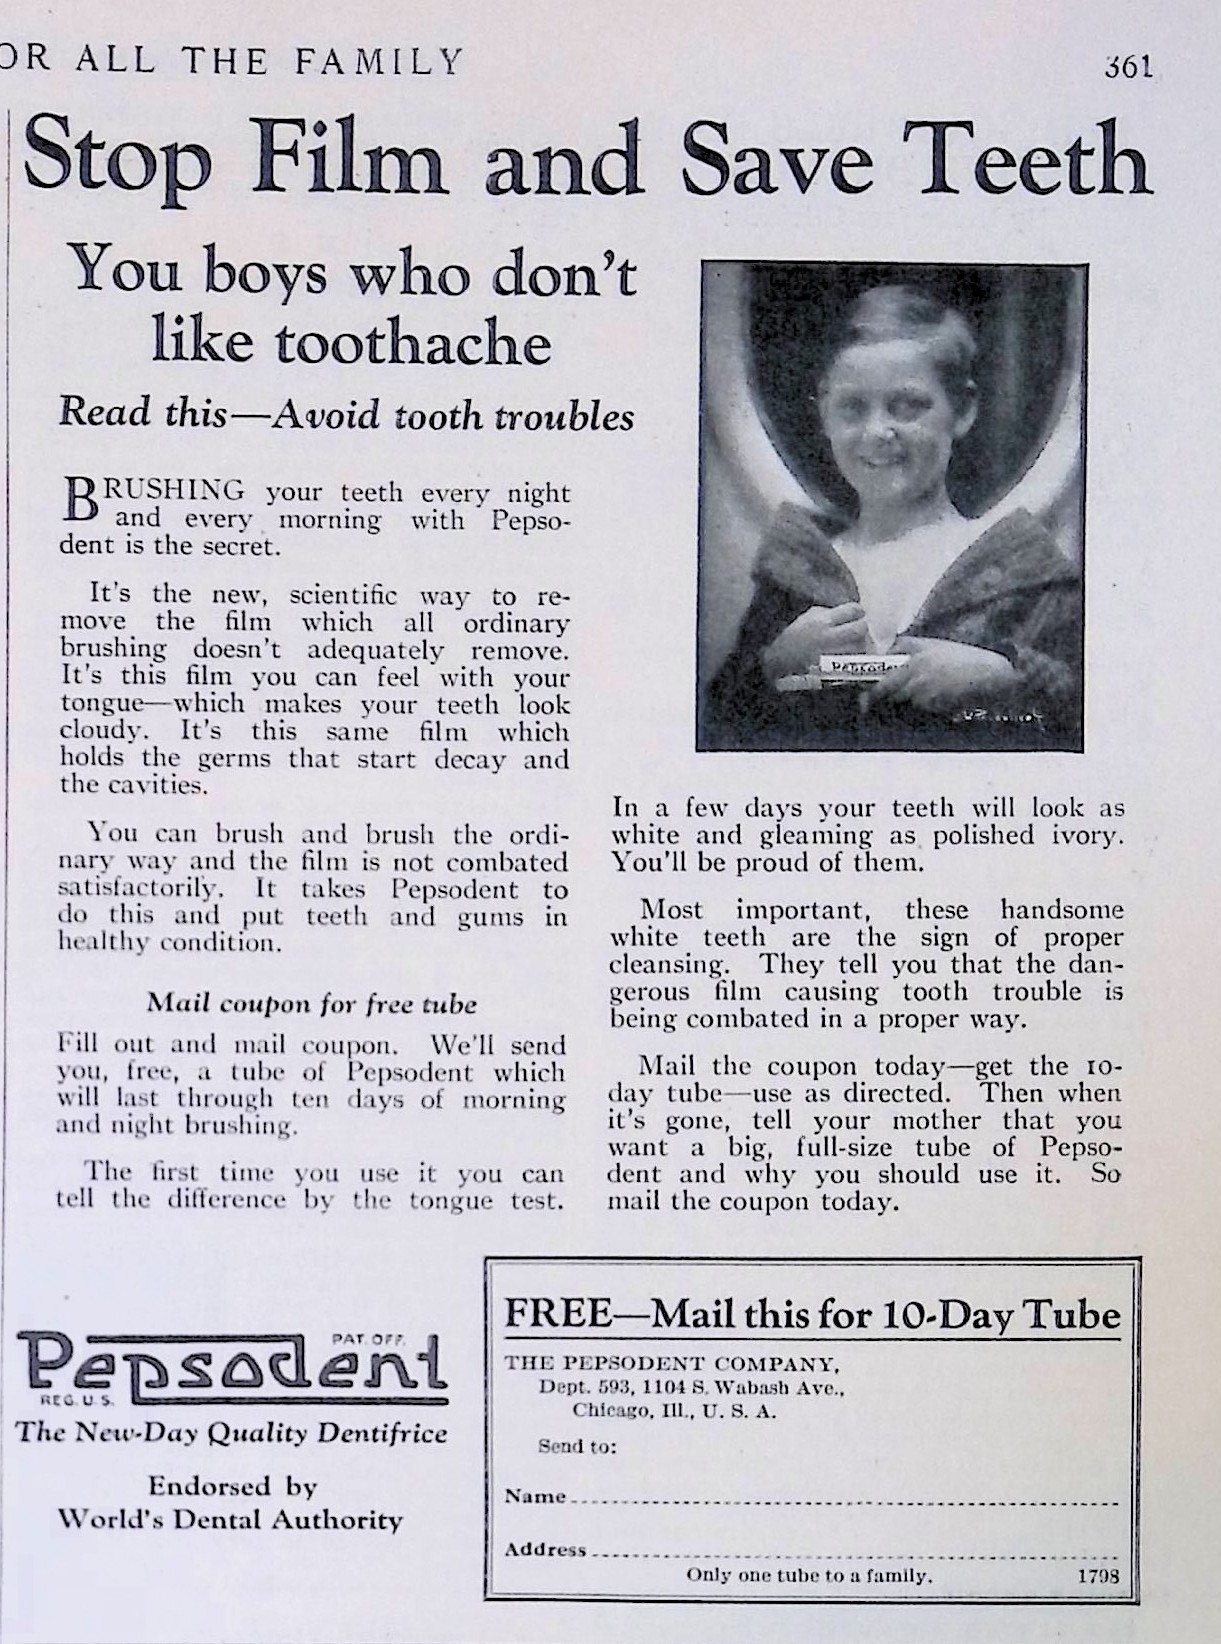 OR ALL THE FAMILY 361
Stop Film and Save Teeth
You boys who don't
like toothache
Read this—Avoid tooth troubles
BRUSHING your teeth every night
and every morning with Pepso-
dent is the secret.
It's the new, scientific way to re-
move the film which all ordinary
brushing doesn't adequately remove.
It's this film you can feel with your
tongue—which makes your teeth look
cloudy. It's this same film which
holds the germs that start decay and
the cavities.
You can brush and brush the ordi-
nary way and the film is not combated
satisfactorily. It takes Pepsodent to
do this and put teeth and gums in
healthy condition.
Mail coupon for free tube
Fill out and mail coupon. We'll send
you, free, a tube of Pepsodent which
will last through ten days of morning
and night brushing.
The first time you use it you can
tell the difference by the tongue test.
Pepsodent
In a few days your teeth will look as
white and gleaming as polished ivory.
You'll be proud of them.
Most important, these handsome
white teeth are the sign of proper
cleansing. They tell you that the dan-
gerous film causing tooth trouble is
being combated in a proper way.
Mail the coupon today—get the 10-
day tube—use as directed. Then when
it's gone, tell your mother that you
want a big, full-size tube of Pepso-
dent and why you should use it. So
mail the coupon today.
PAT. OFF.
Pepsodent
REG. U.S.
The New-Day Quality Dentifrice
Endorsed by
World's Dental Authority
FREE—Mail this for 10-Day Tube
THE PEPSODENT COMPANY,
Dept. 593, 1104 S. Wabash Ave.,
Chicago, Ill., U. S. A.
Send to:
Name
Address
Only one tube to a family. 1798